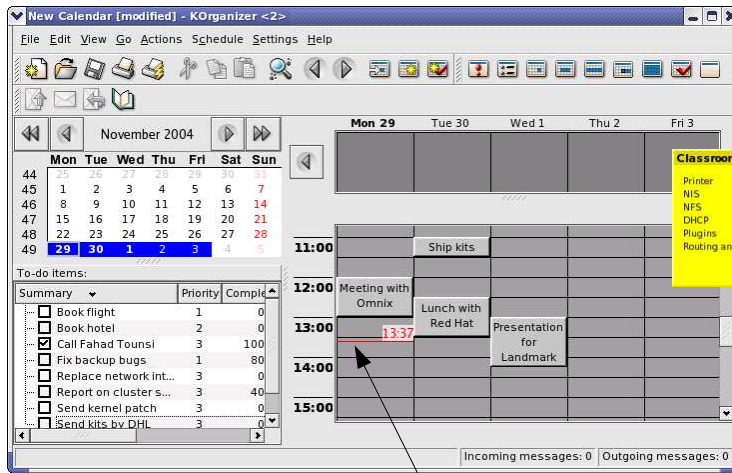 New Calendar [modified] - KOrganizer <2>
File Edit View Go Actions Schedule Settings Help
November 2004
Mon Tue Wed Thu Fri Sat Sun
44 25 26 27 28 29 30 31
45 1 2 3 4 5 6 7
46 8 9 10 11 12 13 14
47 15 16 17 18 19 20 21
48 22 23 24 25 26 27 28
49 29 30 1 2 3 4 5
To-do items:
Summary Priority Comple
Book flight 1 0
Book hotel 2 0
Call Fahad Tounsi 3 100
Fix backup bugs 1 80
Replace network int... 3 0
Report on cluster s... 3 40
Send kernel patch 3 0
Send kits by DHL 3 0
Mon 29 Tue 30 Wed 1 Thu 2 Fri 3
11:00
12:00
13:00
14:00
15:00
Ship kits
Meeting with
Omnix
Lunch with
Red Hat
13:37
Presentation
for
Landmark
Classroom
Printer
NIS
NFS
DHCP
Plugins
Routing an
Incoming messages: 0 Outgoing messages: 0